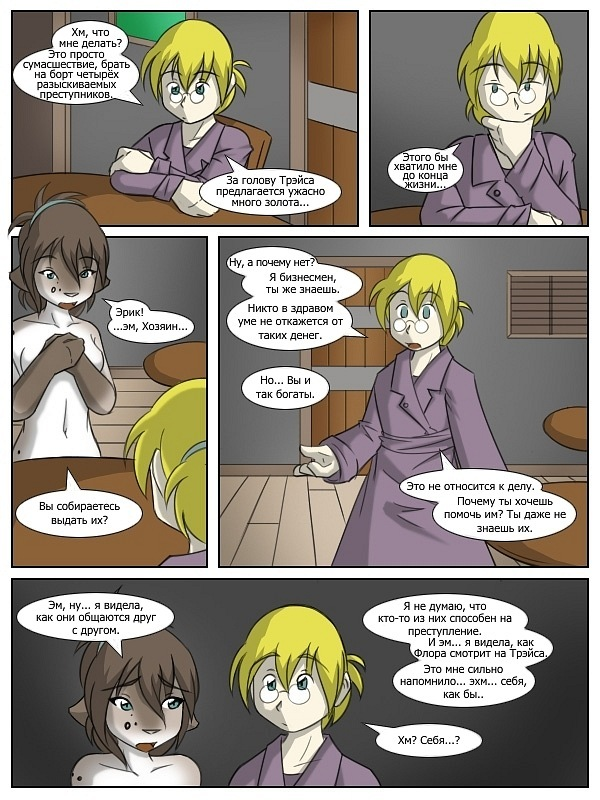 Хм, что
мне делать?
Это просто
сумасшествие, брать
на борт четырёх
разыскиваемых
преступников.
За голову Трэйса
предлагается ужасно
много золота...
Этого бы
хватило мне
до конца
жизни...
Эрик!
...эм, Хозяин...
Вы собираетесь
выдать их?
Ну, а почему нет?
Я бизнесмен,
ты же знаешь.
Никто в здравом
уме не откажется от
таких денег.
Но... Вы и
так богаты.
Это не относится к делу.
Почему ты хочешь
помочь им? Ты даже не
знаешь их.
Эм, ну... я видела,
как они общаются друг
с другом.
Я не думаю, что
кто-то из них способен на
преступление.
И эм... я видела, как
Флора смотрит на Трэйса.
Это мне сильно
напомнило... эхм... себя,
как бы..
Хм? Себя...?